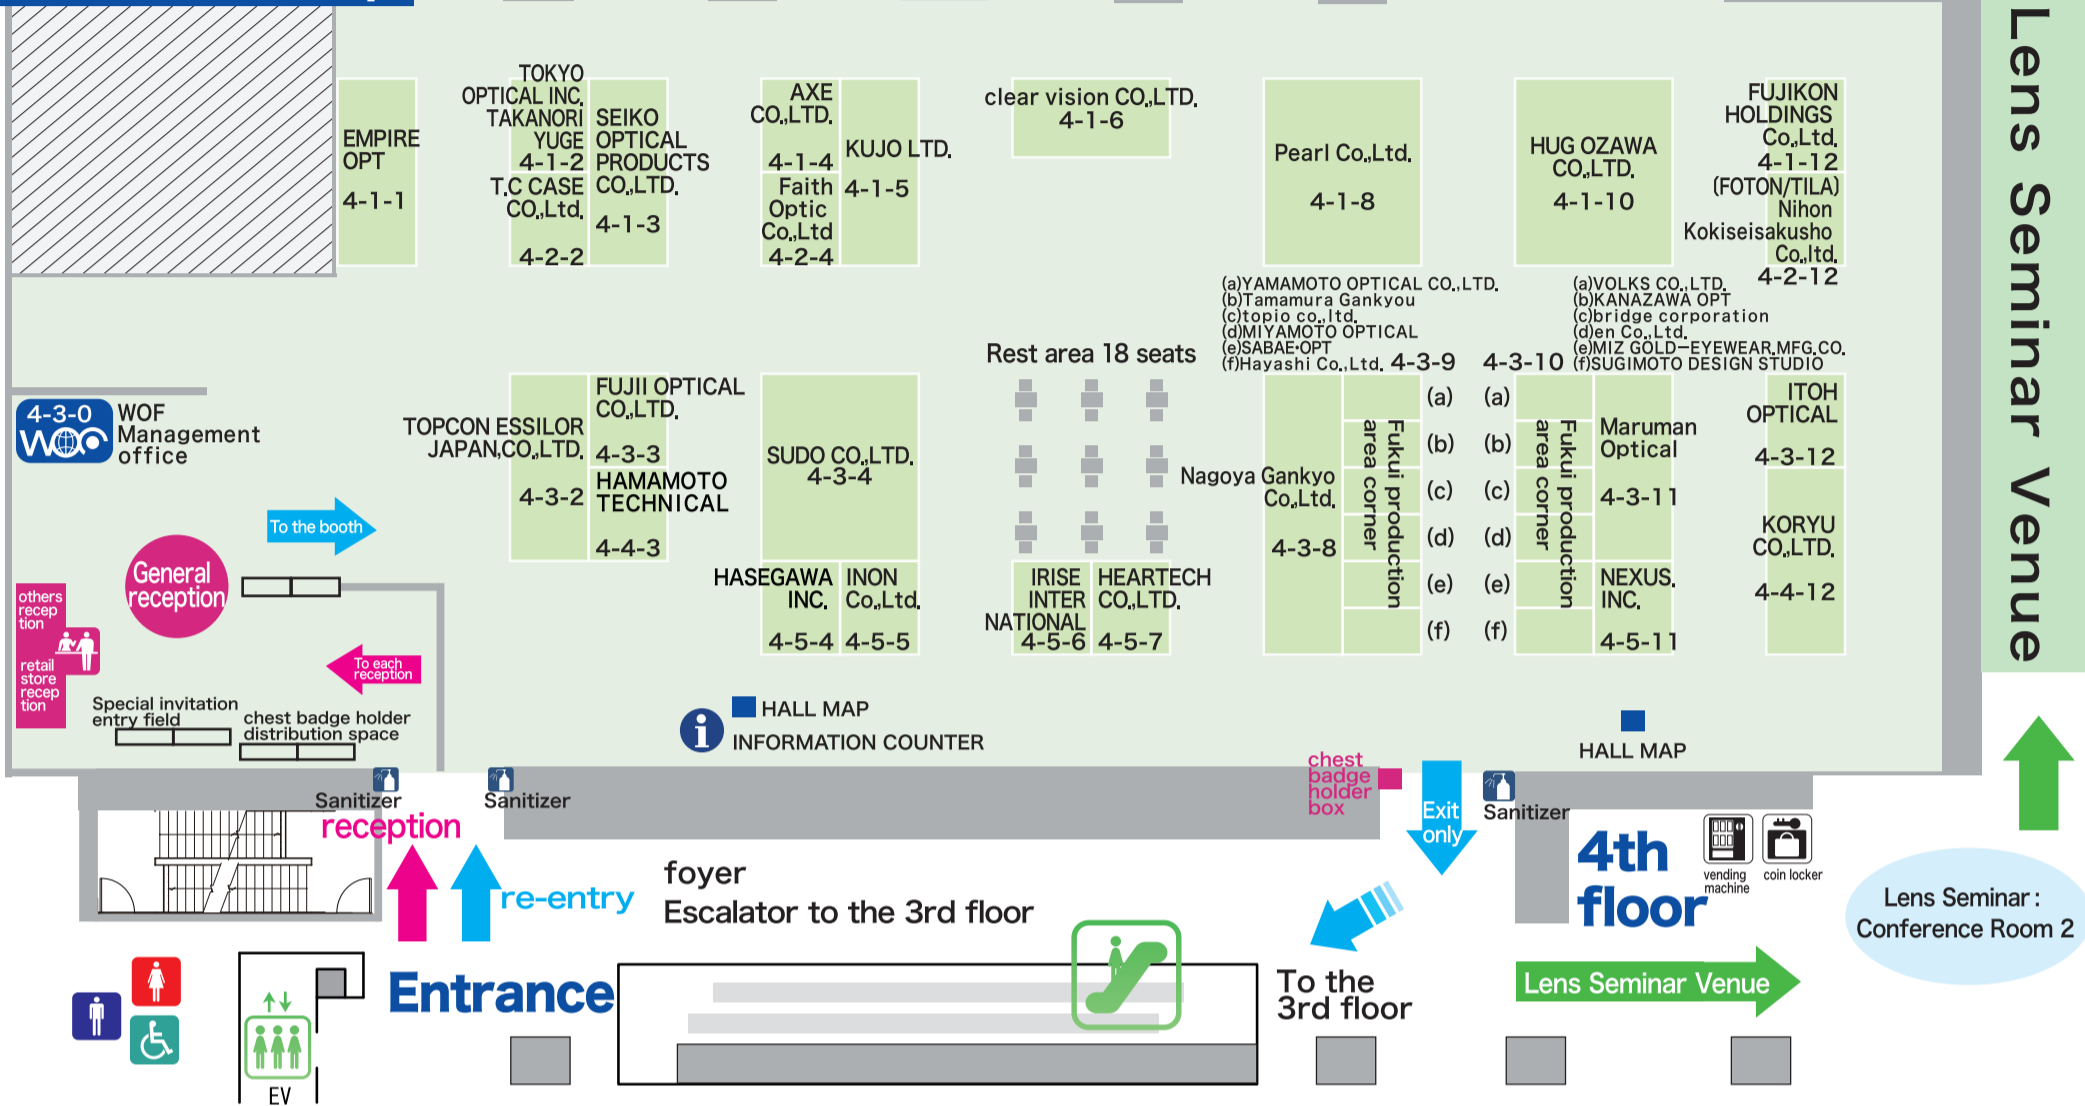 TOKYO
OPTICAL INC.
TAKANORI
YUGE
4-1-2
SEIKO
OPTICAL
PRODUCTS
CO.,LTD.
4-1-3
EMPIRE
OPT
4-1-1
T.C CASE
CO.,Ltd.
4-2-2
AXE
CO.,LTD.
4-1-4
KUJO LTD.
4-1-5
Faith
Optic
Co.,Ltd
4-2-4
clear vision CO.,LTD.
4-1-6
Pearl Co.,Ltd.
4-1-8
HUG OZAWA
CO.,LTD.
4-1-10
FUJIKON
HOLDINGS
Co.,Ltd.
4-1-12
(FOTON/TILA)
Nihon
Kokiseisakusho
Co.,ltd.
4-2-12
Lens Seminar Venue
(a)YAMAMOTO OPTICAL CO.,LTD.
(b)Tamamura Gankyou
(c)topio co.,ltd.
(d)MIYAMOTO OPTICAL
(e)SABAE・OPT
(f)Hayashi Co.,Ltd. 4-3-9
4-3-10
(a)VOLKS CO.,LTD.
(b)KANAZAWA OPT
(c)bridge corporation
(d)en Co.,Ltd.
(e)MIZ GOLD-EYEWEAR.MFG.CO.
(f)SUGIMOTO DESIGN STUDIO
Rest area 18 seats
4-3-0
WOF
WOF
Management
office
TOPCON ESSILOR
JAPAN,CO.,LTD.
4-3-2
FUJII OPTICAL
CO.,LTD.
4-3-3
HAMAMOTO
TECHNICAL
4-4-3
SUDO CO.,LTD.
4-3-4
HASEGAWA
INC.
4-5-4
INON
Co.,Ltd.
4-5-5
IRISE
INTER
NATIONAL
4-5-6
HEARTECH
CO.,LTD.
4-5-7
Nagoya Gankyo
Co.,Ltd.
4-3-8
Fukui production
area corner
(a)
(b)
(c)
(d)
(e)
(f)
(a)
(b)
(c)
(d)
(e)
(f)
Fukui production
area corner
Maruman
Optical
4-3-11
NEXUS.
INC.
4-5-11
ITOH
OPTICAL
4-3-12
KORYU
CO.,LTD.
4-4-12
To the booth
General
reception
others
recep
tion
retail
store
recep
tion
To each
reception
Special invitation
entry field
chest badge holder
distribution space
i
HALL MAP
INFORMATION COUNTER
HALL MAP
chest
badge
holder
box
Exit
only
Sanitizer
Sanitizer
Sanitizer
reception
re-entry
foyer
Escalator to the 3rd floor
4th
floor
vending
machine
coin locker
Lens Seminar :
Conference Room 2
Entrance
To the
3rd floor
Lens Seminar Venue
EV